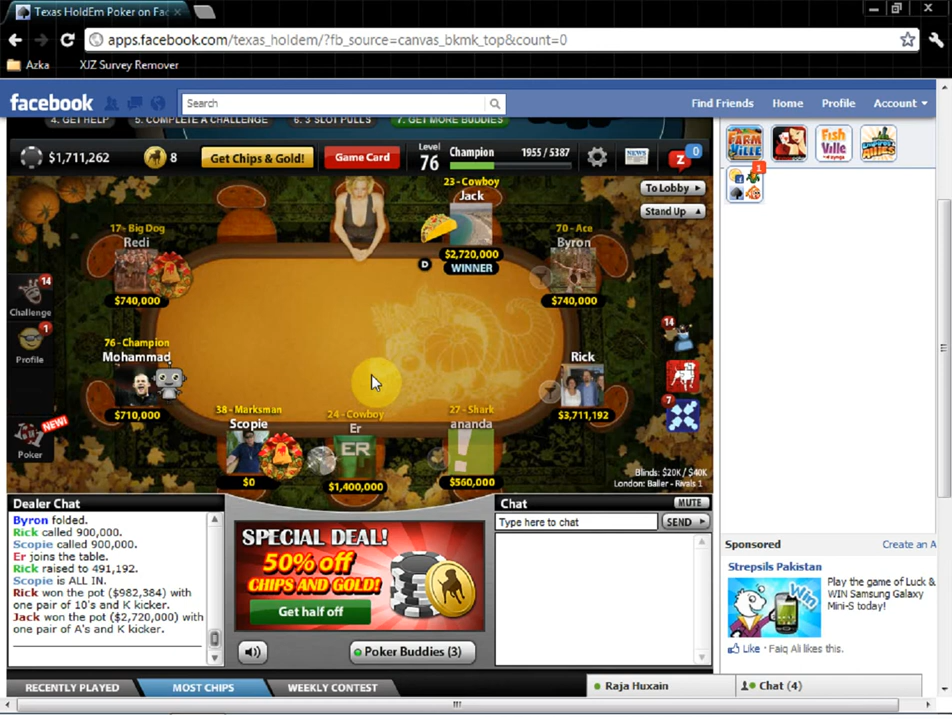 Texas HoldEm Poker on Fac
apps.facebook.com/texas_holdem/?fb_source=canvas_bkmk_top&count=0
Azka XJZ Survey Remover
facebook Search Find Friends Home Profile Account
4. GET HELP 5. COMPLETE A CHALLENGE 6. 3 SLOT PULLS 7. GET MORE BUDDIES
$1,711,262 8 Get Chips & Gold! Game Card Level 76 Champion 1955 / 5387 NEWS Z 0
FARM VILLE
Fish Ville
1
To Lobby
Stand Up
23 - Cowboy
Jack
$2,720,000
WINNER
D
17 - Big Dog
Redi
$740,000
70 - Ace
Byron
$740,000
14
Challenge
1
Profile
NEW!
Poker
76 - Champion
Mohammad
$710,000
Rick
$3,711,192
14
7
38 - Marksman
Scopie
$0
24 - Cowboy
Er
ER
$1,400,000
27 - Shark
ananda
$560,000
Blinds: $20K / $40K
London: Baller - Rivals 1
Dealer Chat
Byron folded.
Rick called 900,000.
Scopie called 900,000.
Er joins the table.
Rick raised to 491,192.
Scopie is ALL IN.
Rick won the pot ($982,384) with
one pair of 10's and K kicker.
Jack won the pot ($2,720,000) with
one pair of A's and K kicker.
SPECIAL DEAL!
50% off
CHIPS AND GOLD!
Get half off
Poker Buddies (3)
Chat MUTE
Type here to chat SEND
Sponsored Create an A
Strepsils Pakistan
Win
Play the game of Luck &
WIN Samsung Galaxy
Mini-S today!
Like · Faiq Ali likes this.
RECENTLY PLAYED MOST CHIPS WEEKLY CONTEST
Raja Huxain Chat (4)